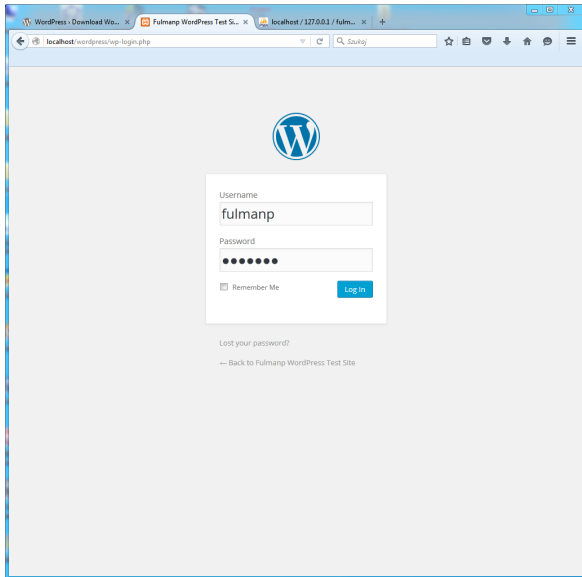 WordPress › Download Wo... ×
Fulmanp WordPress Test Si... ×
localhost / 127.0.0.1 / fulm... ×
+
localhost/wordpress/wp-login.php
Szukaj
Username
fulmanp
Password
●●●●●●●
Remember Me
Log In
Lost your password?
← Back to Fulmanp WordPress Test Site